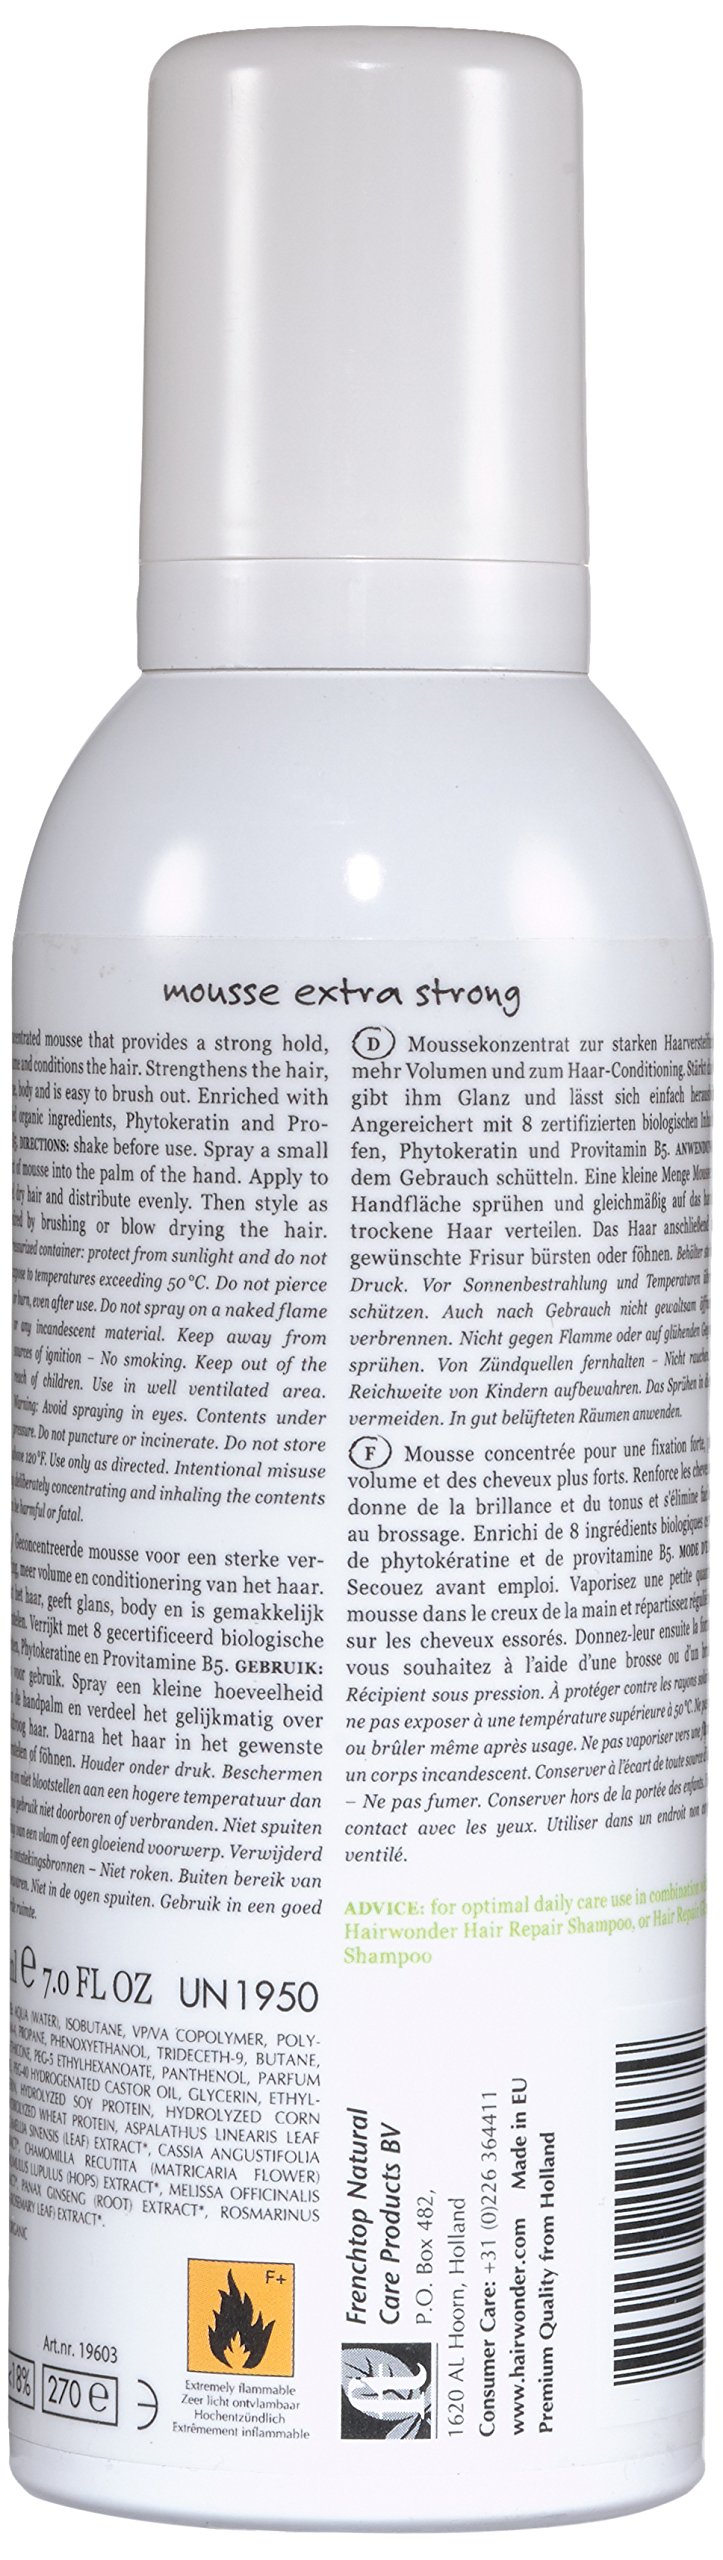 mousse extra strong
mousse that provides a strong hold,
and conditions the hair. Strengthens the hair,
body and is easy to brush out. Enriched with
organic ingredients, Phytokeratin and Pro-
DIRECTIONS: shake before use. Spray a small
of mousse into the palm of the hand. Apply to
dry hair and distribute evenly. Then style as
by brushing or blow drying the hair.
container: protect from sunlight and do not
to temperatures exceeding 50°C. Do not pierce
or burn, even after use. Do not spray on a naked flame
or any incandescent material. Keep away from
sources of ignition – No smoking. Keep out of the
reach of children. Use in well ventilated area.
Warning: Avoid spraying in eyes. Contents under
pressure. Do not puncture or incinerate. Do not store
above 120°F. Use only as directed. Intentional misuse
deliberately concentrating and inhaling the contents
be harmful or fatal.
Geconcentreerde mousse voor een sterke ver-
meer volume en conditionering van het haar.
het haar, geeft glans, body en is gemakkelijk
Verrijkt met 8 gecertificeerd biologische
Phytokeratine en Provitamine B5. GEBRUIK:
voor gebruik. Spray een kleine hoeveelheid
de handpalm en verdeel het gelijkmatig over
haar. Daarna het haar in het gewenste
of föhnen. Houder onder druk. Beschermen
en niet blootstellen aan een hogere temperatuur dan
gebruik niet doorboren of verbranden. Niet spuiten
een vlam of een gloeiend voorwerp. Verwijderd
ontstekingsbronnen – Niet roken. Buiten bereik van
Niet in de ogen spuiten. Gebruik in een goed
ruimte.
e 7.0 FL OZ UN1950
AQUA (WATER), ISOBUTANE, VP/VA COPOLYMER, POLY-
PROPANE, PHENOXYETHANOL, TRIDECETH-9, BUTANE,
PEG-5 ETHYLHEXANOATE, PANTHENOL, PARFUM
PEG-40 HYDROGENATED CASTOR OIL, GLYCERIN, ETHYL-
HYDROLYZED SOY PROTEIN, HYDROLYZED CORN
WHEAT PROTEIN, ASPALATHUS LINEARIS LEAF
SINENSIS (LEAF) EXTRACT*, CASSIA ANGUSTIFOLIA
CHAMOMILLA RECUTITA (MATRICARIA FLOWER)
LUPULUS (HOPS) EXTRACT*, MELISSA OFFICINALIS
PANAX GINSENG (ROOT) EXTRACT*, ROSMARINUS
LEAF) EXTRACT*.
Art.nr. 19603
18% 270 e
F+
Extremely flammable
Zeer licht ontvlambaar
Hochentzündlich
Extrêmement inflammable
D Moussekonzentrat zur starken
mehr Volumen und zum Haar-Conditioning.
gibt ihm Glanz und lässt sich einfach
Angereichert mit 8 zertifizierten biologischen
fen, Phytokeratin und Provitamin B5.
dem Gebrauch schütteln. Eine kleine Menge
Handfläche sprühen und gleichmäßig auf das
trockene Haar verteilen. Das Haar anschließend
gewünschte Frisur bürsten oder föhnen. Behälter
Druck. Vor Sonnenbestrahlung und Temperaturen
schützen. Auch nach Gebrauch nicht gewaltsam
verbrennen. Nicht gegen Flamme oder auf glühenden
sprühen. Von Zündquellen fernhalten – Nicht
Reichweite von Kindern aufbewahren. Das Sprühen in
vermeiden. In gut belüfteten Räumen anwenden.
F Mousse concentrée pour une fixation forte,
volume et des cheveux plus forts. Renforce les
donne de la brillance et du tonus et s'élimine
au brossage. Enrichi de 8 ingrédients biologiques
de phytokératine et de provitamine B5.
Secouez avant emploi. Vaporisez une petite
mousse dans le creux de la main et répartissez
sur les cheveux essorés. Donnez-leur ensuite la
vous souhaitez à l'aide d'une brosse ou d'un
Récipient sous pression. À protéger contre les rayons
ne pas exposer à une température supérieure à 50°C.
ou brûler même après usage. Ne pas vaporiser vers une
un corps incandescent. Conserver à l'écart de toute
– Ne pas fumer. Conserver hors de la portée des enfants.
contact avec les yeux. Utiliser dans un endroit
ventilé.
ADVICE: for optimal daily care use in combination
Hairwonder Hair Repair Shampoo, or Hair Repair
Shampoo
Frenchtop Natural
Care Products BV
P.O. Box 482,
1620 AL Hoorn, Holland
Consumer Care: +31 (0)226 364411
www.hairwonder.com Made in EU
Premium Quality from Holland